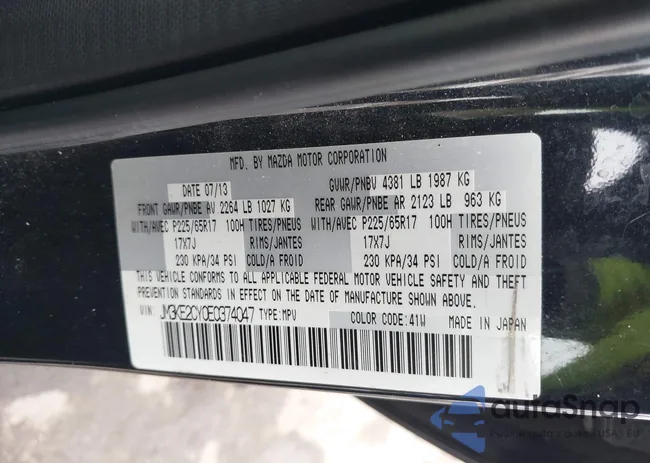 MFD. BY MAZDA MOTOR CORPORATION
DATE 07/13 GVWR/PNBV 4381 LB 1987 KG
FRONT GAWR/PNBE AV 2264 LB 1027 KG REAR GAWR/PNBE AR 2123 LB 963 KG
WITH/AVEC P225/65R17 100H TIRES/PNEUS WITH/AVEC P225/65R17 100H TIRES/PNEUS
17X7J RIMS/JANTES 17X7J RIMS/JANTES
230 KPA/34 PSI COLD/A FROID 230 KPA/34 PSI COLD/A FROID
THIS VEHICLE CONFORMS TO ALL APPLICABLE FEDERAL MOTOR VEHICLE SAFETY AND THEFT
PREVENTION STANDARDS IN EFFECT ON THE DATE OF MANUFACTURE SHOWN ABOVE.
VIN: JM3KE2CY0E0374047 TYPE: MPV COLOR CODE: 41W MADE IN JAPAN
autoSnap